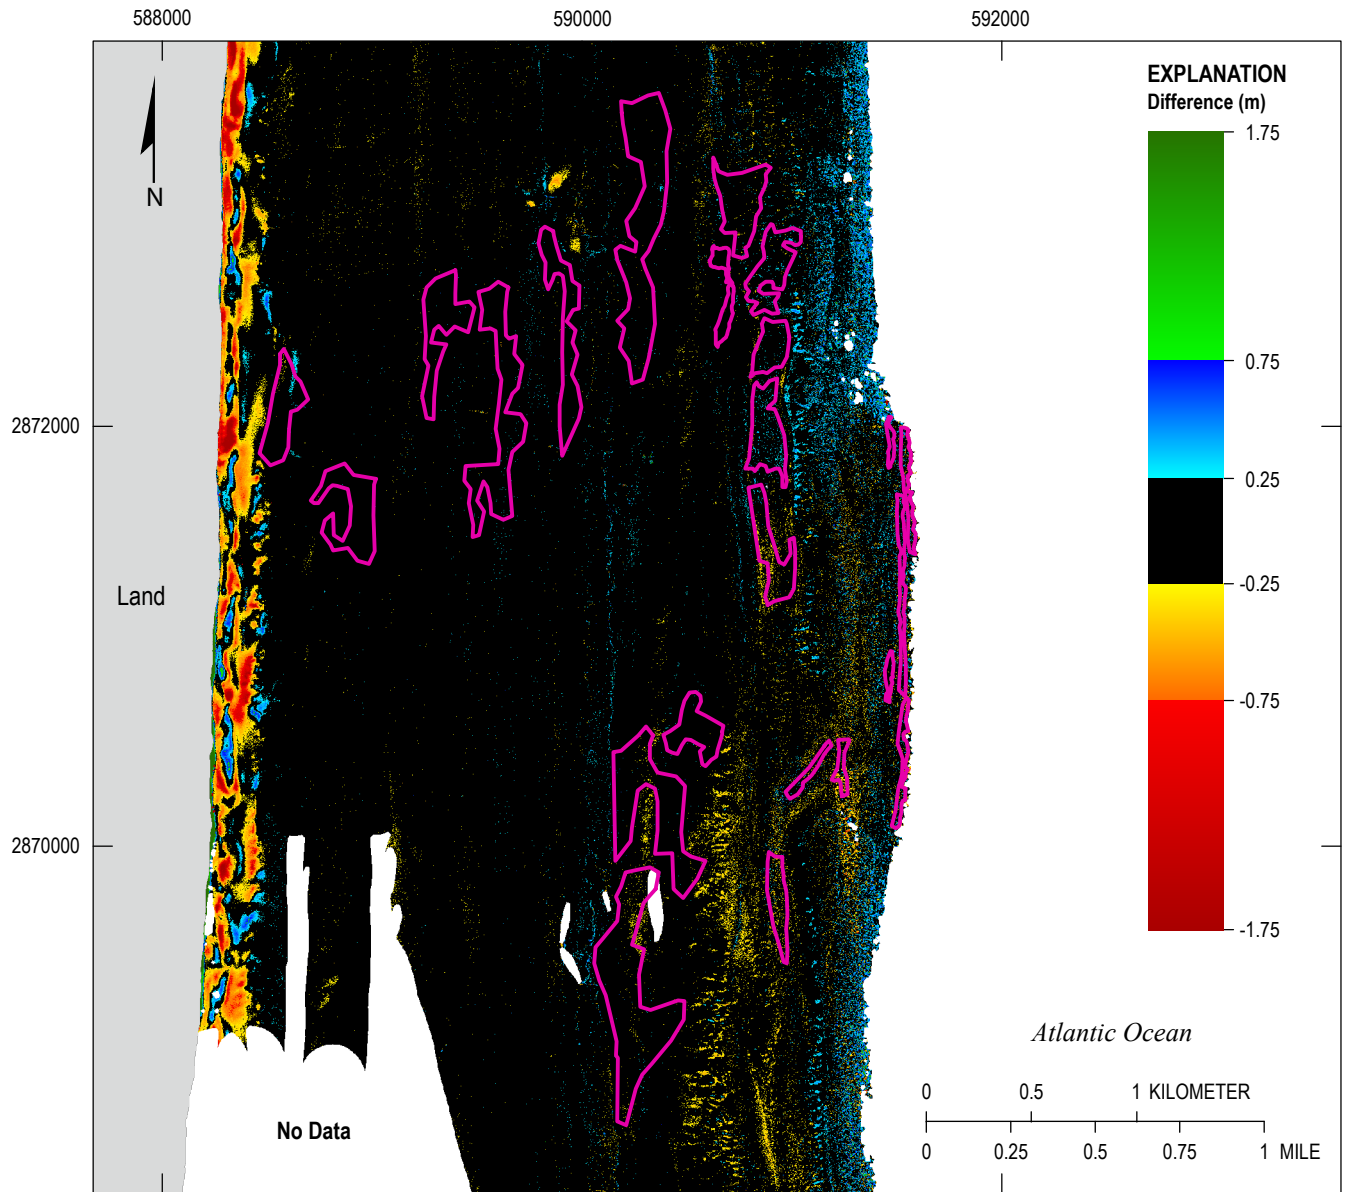 588000
590000
592000
EXPLANATION
Difference (m)
1.75
N
0.75
2872000
0.25
-0.25
Land
-0.75
2870000
-1.75
Atlantic Ocean
0 0.5 1 KILOMETER
No Data
0 0.25 0.5 0.75 1 MILE